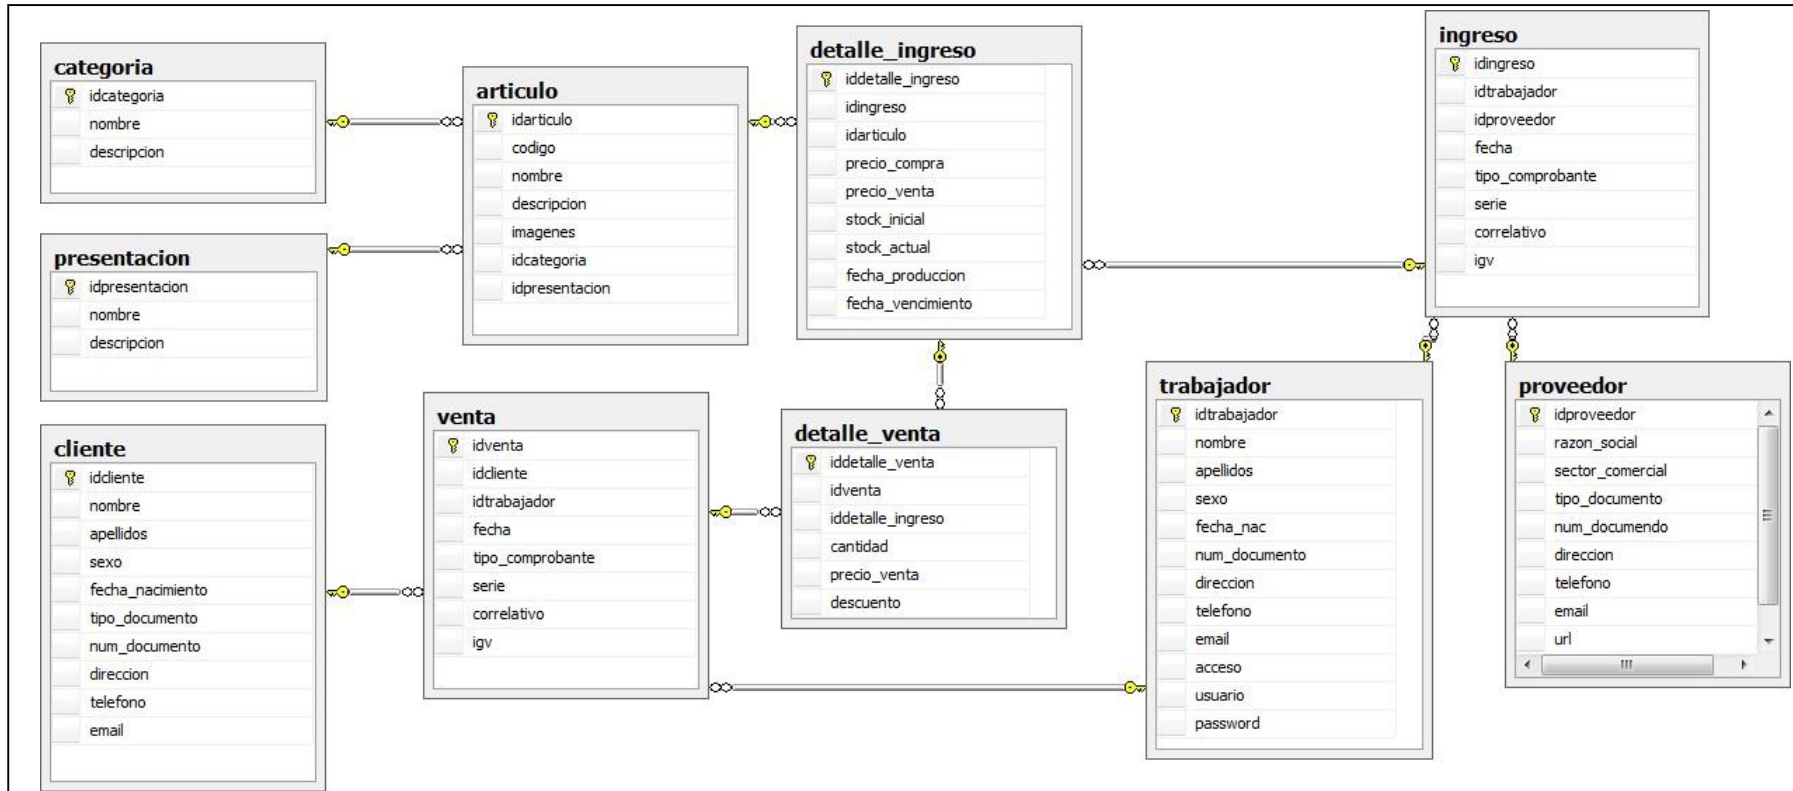 categoria
idcategoria
nombre
descripcion
presentacion
idpresentacion
nombre
descripcion
cliente
idcliente
nombre
apellidos
sexo
fecha_nacimiento
tipo_documento
num_documento
direccion
telefono
email
articulo
idarticulo
codigo
nombre
descripcion
imagenes
idcategoria
idpresentacion
venta
idventa
idcliente
idtrabajador
fecha
tipo_comprobante
serie
correlativo
igv
detalle_ingreso
iddetalle_ingreso
idingreso
idarticulo
precio_compra
precio_venta
stock_inicial
stock_actual
fecha_produccion
fecha_vencimiento
detalle_venta
iddetalle_venta
idventa
iddetalle_ingreso
cantidad
precio_venta
descuento
ingreso
idingreso
idtrabajador
idproveedor
fecha
tipo_comprobante
serie
correlativo
igv
trabajador
idtrabajador
nombre
apellidos
sexo
fecha_nac
num_documento
direccion
telefono
email
acceso
usuario
password
proveedor
idproveedor
razon_social
sector_comercial
tipo_documento
num_documendo
direccion
telefono
email
url